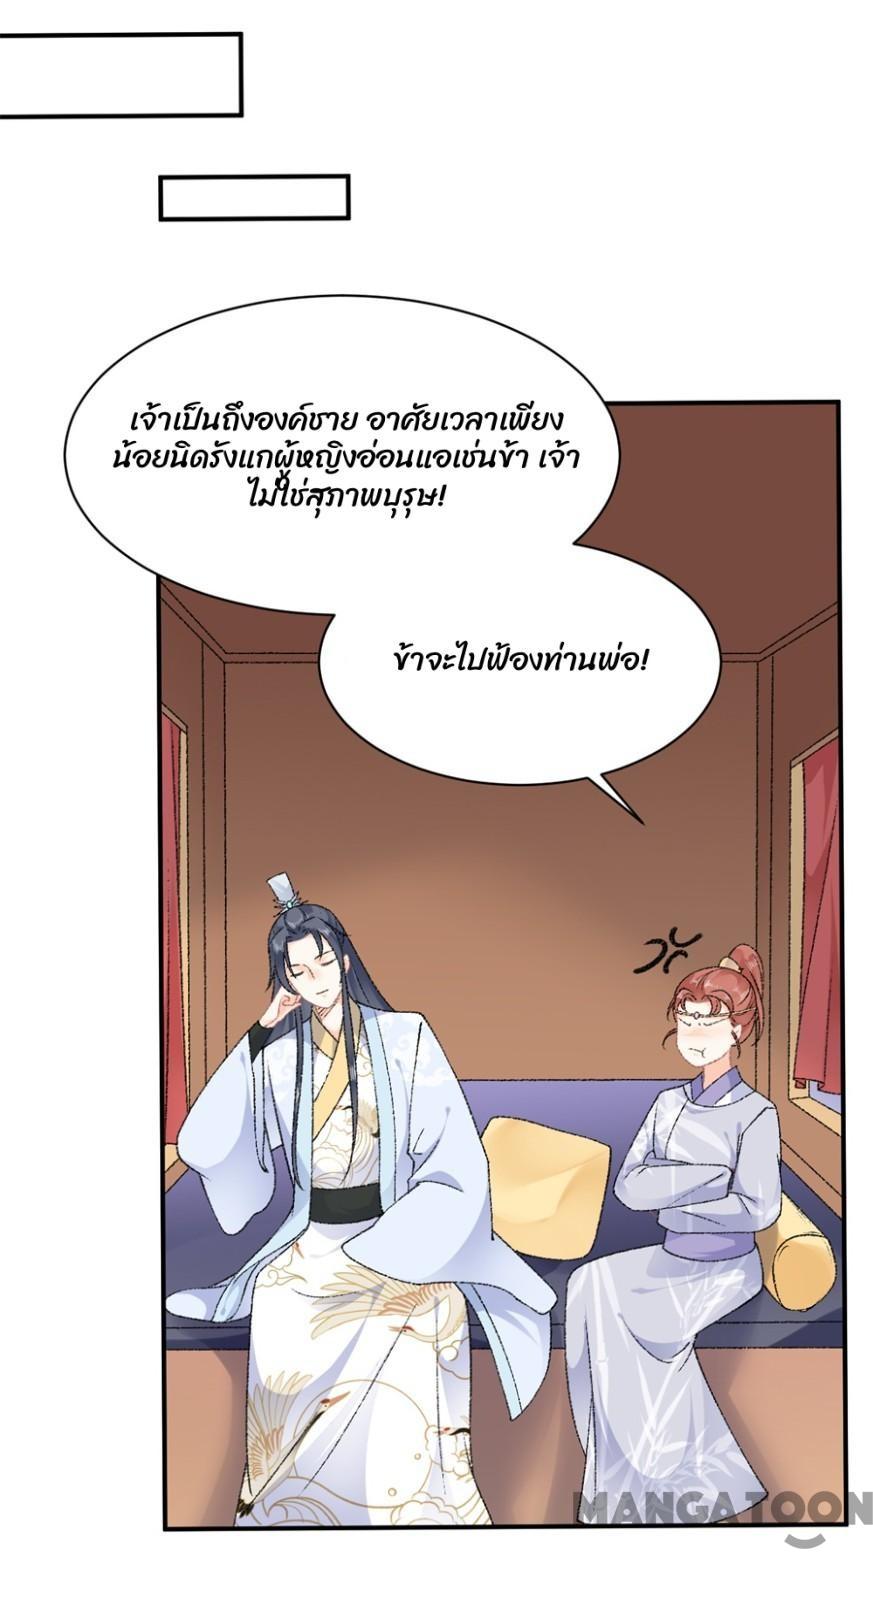 เจ้าเป็นถึงองค์ชาย อาศัยเวลาเพียง
น้อยนิดรังแกผู้หญิงอ่อนแอเช่นข้า เจ้า
ไม่ใช่สุภาพบุรุษ!
ข้าจะไปฟ้องท่านพ่อ!
MANGATOON